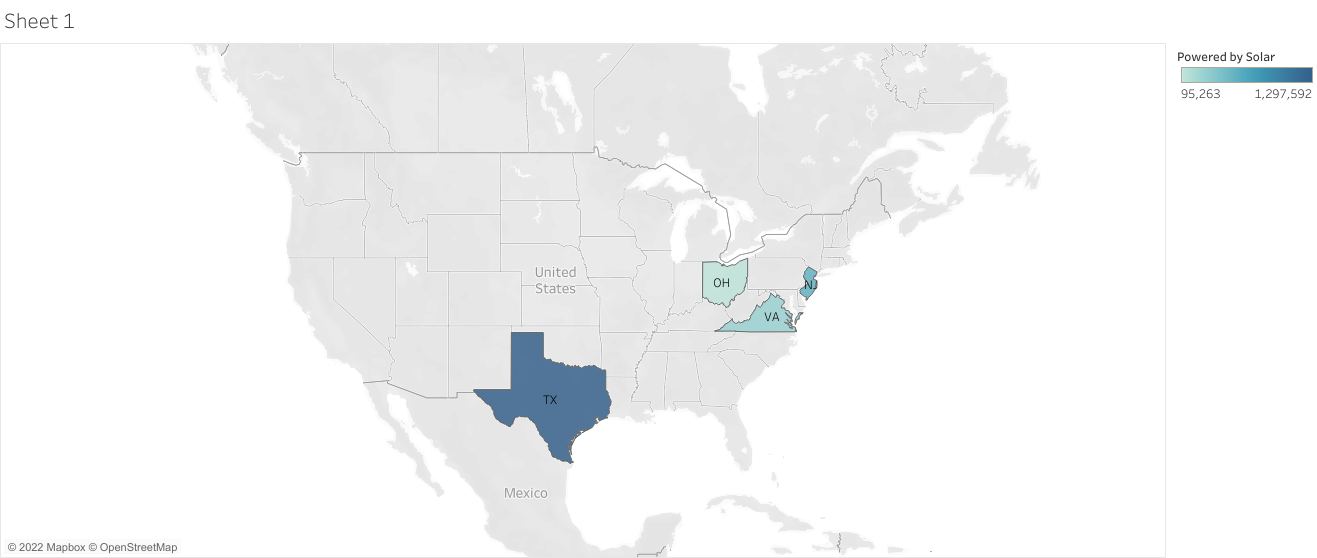 Sheet 1
Powered by Solar
95,263 1,297,592
United
States
OH
NJ
VA
TX
Mexico
© 2022 Mapbox © OpenStreetMap